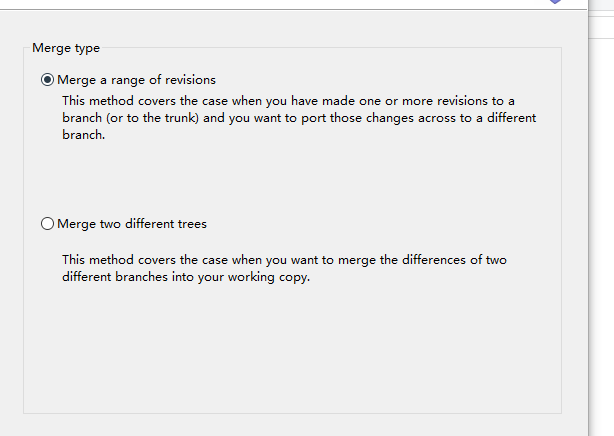 Merge type
Merge a range of revisions
This method covers the case when you have made one or more revisions to a
branch (or to the trunk) and you want to port those changes across to a different
branch.
Merge two different trees
This method covers the case when you want to merge the differences of two
different branches into your working copy.